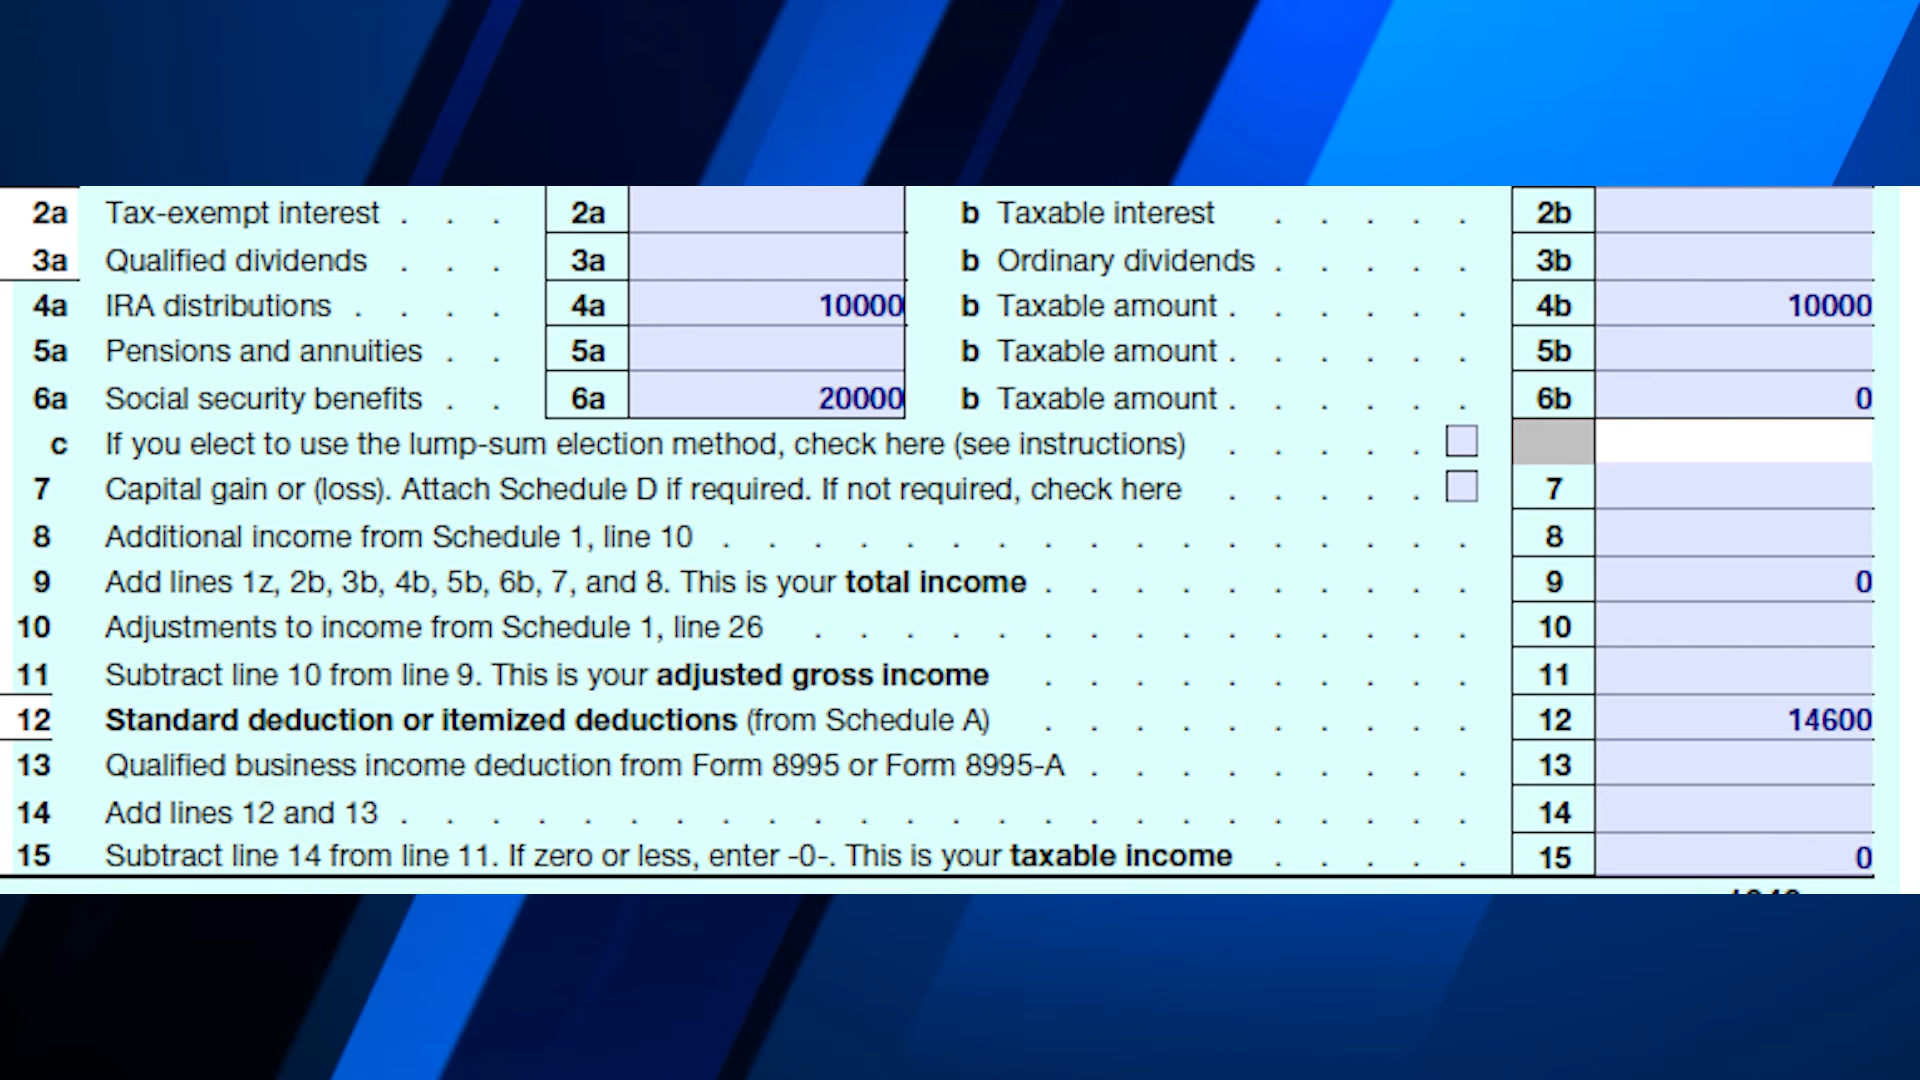 2a Tax-exempt interest . . . 2a b Taxable interest . . . . . 2b
3a Qualified dividends . . . 3a b Ordinary dividends . . . . . 3b
4a IRA distributions . . . . 4a 10000 b Taxable amount . . . . . . 4b 10000
5a Pensions and annuities . . 5a b Taxable amount . . . . . . 5b
6a Social security benefits . . 6a 20000 b Taxable amount . . . . . . 6b 0
c If you elect to use the lump-sum election method, check here (see instructions) . . . . .
7 Capital gain or (loss). Attach Schedule D if required. If not required, check here . . . . . 7
8 Additional income from Schedule 1, line 10 . . . . . . . . . . . . . . . . . 8
9 Add lines 1z, 2b, 3b, 4b, 5b, 6b, 7, and 8. This is your total income . . . . . . . . . . 9 0
10 Adjustments to income from Schedule 1, line 26 . . . . . . . . . . . . . . . 10
11 Subtract line 10 from line 9. This is your adjusted gross income . . . . . . . . . . 11
12 Standard deduction or itemized deductions (from Schedule A) . . . . . . . . . . 12 14600
13 Qualified business income deduction from Form 8995 or Form 8995-A . . . . . . . . . 13
14 Add lines 12 and 13 . . . . . . . . . . . . . . . . . . . . . . . . 14
15 Subtract line 14 from line 11. If zero or less, enter -0-. This is your taxable income . . . . . 15 0